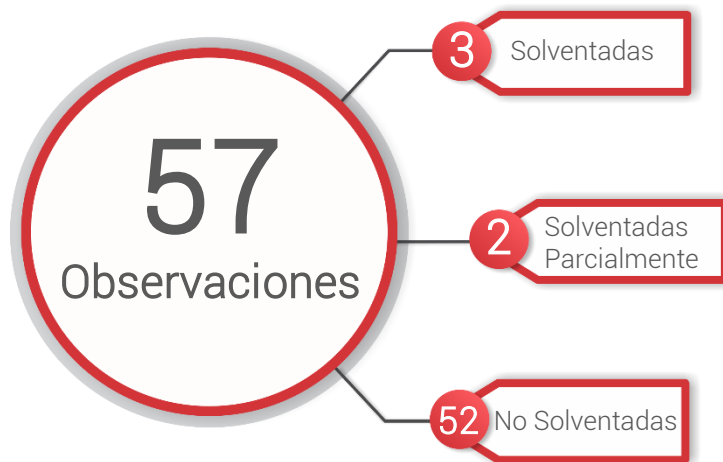 57
Observaciones
3
Solventadas
2
Solventadas
Parcialmente
52
No Solventadas